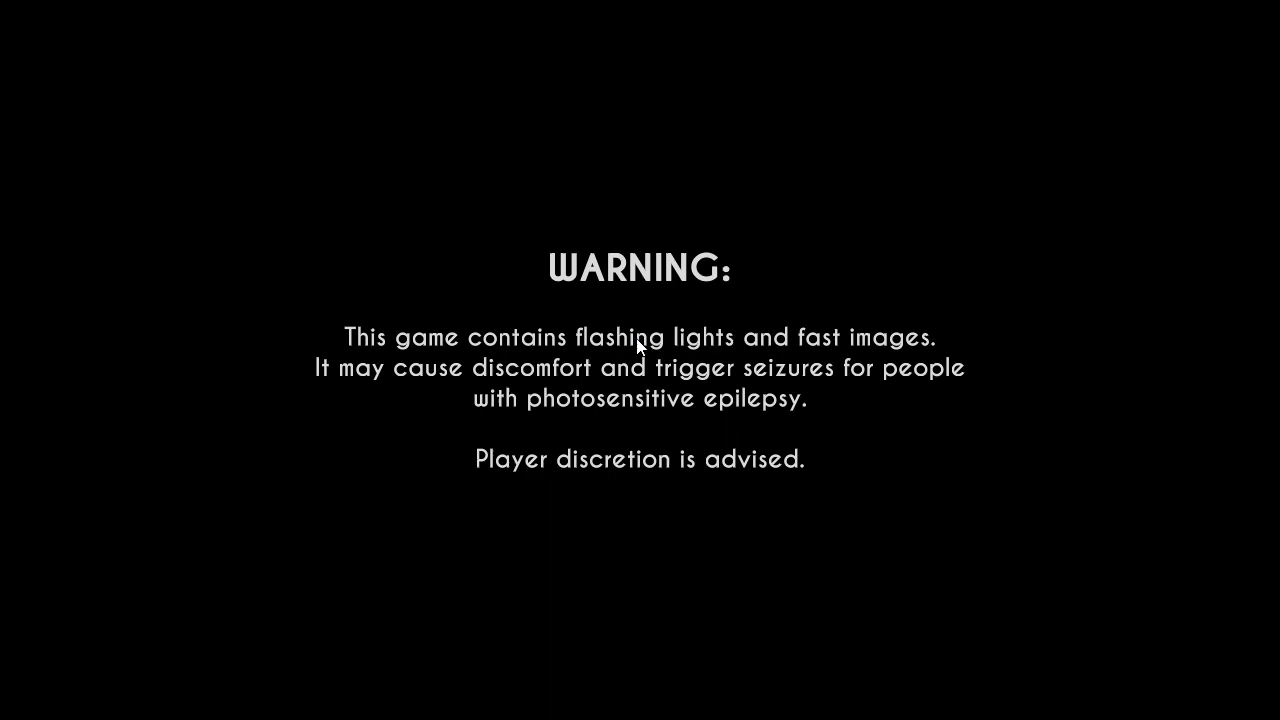 WARNING:
This game contains flashing lights and fast images.
It may cause discomfort and trigger seizures for people
with photosensitive epilepsy.
Player discretion is advised.